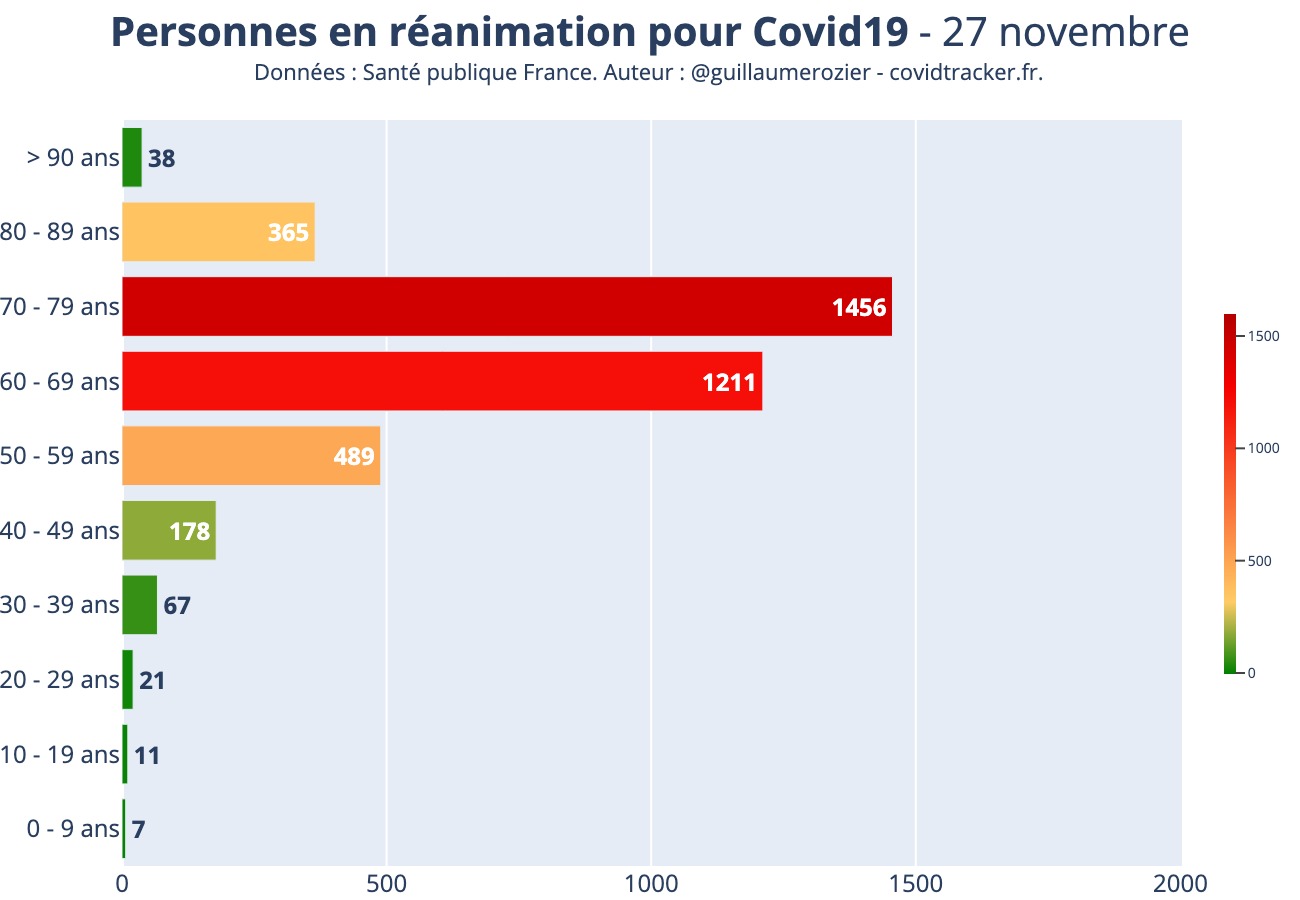 Personnes en réanimation pour Covid19 - 27 novembre
Données : Santé publique France. Auteur : @guillaumerozier - covidtracker.fr.
> 90 ans 38
80 - 89 ans 365
70 - 79 ans 1456
60 - 69 ans 1211
50 - 59 ans 489
40 - 49 ans 178
30 - 39 ans 67
20 - 29 ans 21
10 - 19 ans 11
0 - 9 ans 7
0 500 1000 1500 2000
1500
1000
500
0